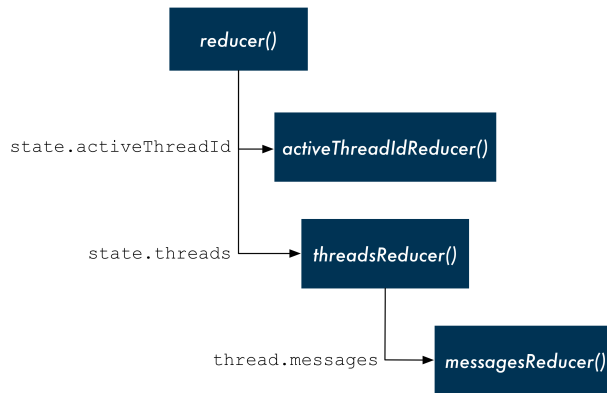 reducer()
state.activeThreadId
activeThreadIdReducer()
state.threads
threadsReducer()
thread.messages
messagesReducer()